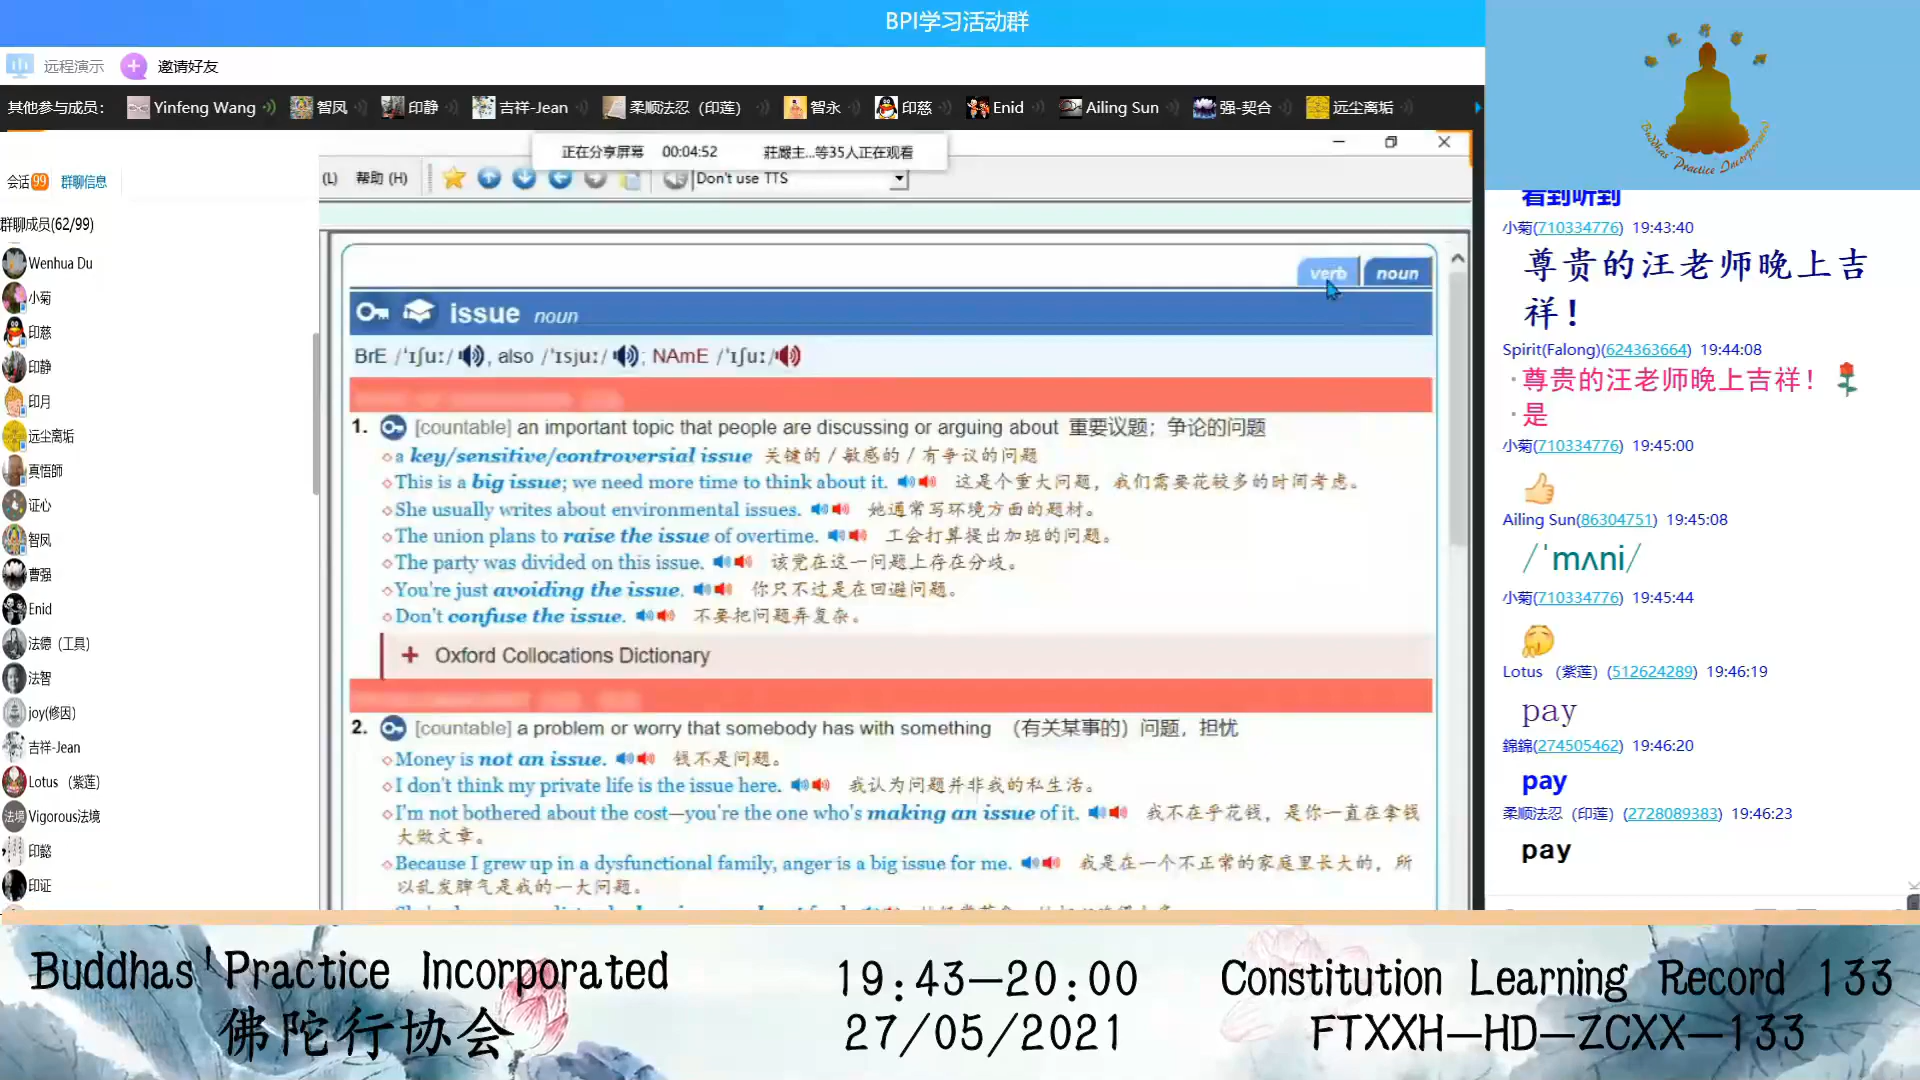 BPI学习活动群
远程演示
邀请好友
其他参与成员：
Yinfeng Wang
智凤
印静
吉祥-Jean
柔顺法忍（印莲）
智永
印慈
Enid
Ailing Sun
强-契合
远尘离垢
正在分享屏幕 00:04:52 莊嚴主...等35人正在观看
会话 99 群聊信息
(L) 帮助 (H)
Don't use TTS
群聊成员(62/99)
Wenhua Du
小菊
印慈
印静
印月
远尘离垢
真悟師
证心
智凤
曹强
Enid
法德（工具）
法智
joy(修因)
吉祥-Jean
Lotus （紫莲）
法境 Vigorous法境
印懿
印证
verb noun
issue noun
BrE /ˈɪʃuː/ , also /ˈɪsjuː/ ; NAmE /ˈɪʃuː/
1. [countable] an important topic that people are discussing or arguing about 重要议题；争论的问题
a key/sensitive/controversial issue 关键的 / 敏感的 / 有争议的问题
This is a big issue; we need more time to think about it. 这是个重大问题，我们需要花较多的时间考虑。
She usually writes about environmental issues. 她通常写环境方面的题材。
The union plans to raise the issue of overtime. 工会打算提出加班的问题。
The party was divided on this issue. 该党在这一问题上存在分歧。
You're just avoiding the issue. 你只不过是在回避问题。
Don't confuse the issue. 不要把问题弄复杂。
+ Oxford Collocations Dictionary
2. [countable] a problem or worry that somebody has with something （有关某事的）问题，担忧
Money is not an issue. 钱不是问题。
I don't think my private life is the issue here. 我认为问题并非我的私生活。
I'm not bothered about the cost—you're the one who's making an issue of it. 我不在乎花钱，是你一直在拿钱
大做文章。
Because I grew up in a dysfunctional family, anger is a big issue for me. 我是在一个不正常的家庭里长大的，所
以乱发脾气是我的一大问题。
Buddhas' Practice Incorporated
看到听到
小菊(710334776) 19:43:40
尊贵的汪老师晚上吉
祥！
Spirit(Falong)(624363664) 19:44:08
尊贵的汪老师晚上吉祥！
是
小菊(710334776) 19:45:00
Ailing Sun(86304751) 19:45:08
/ˈmʌni/
小菊(710334776) 19:45:44
Lotus （紫莲）(512624289) 19:46:19
pay
錦錦(274505462) 19:46:20
pay
柔顺法忍（印莲）(2728089383) 19:46:23
pay
Buddhas' Practice Incorporated
佛陀行协会
19:43—20:00
27/05/2021
Constitution Learning Record 133
FTXXH—HD—ZCXX—133